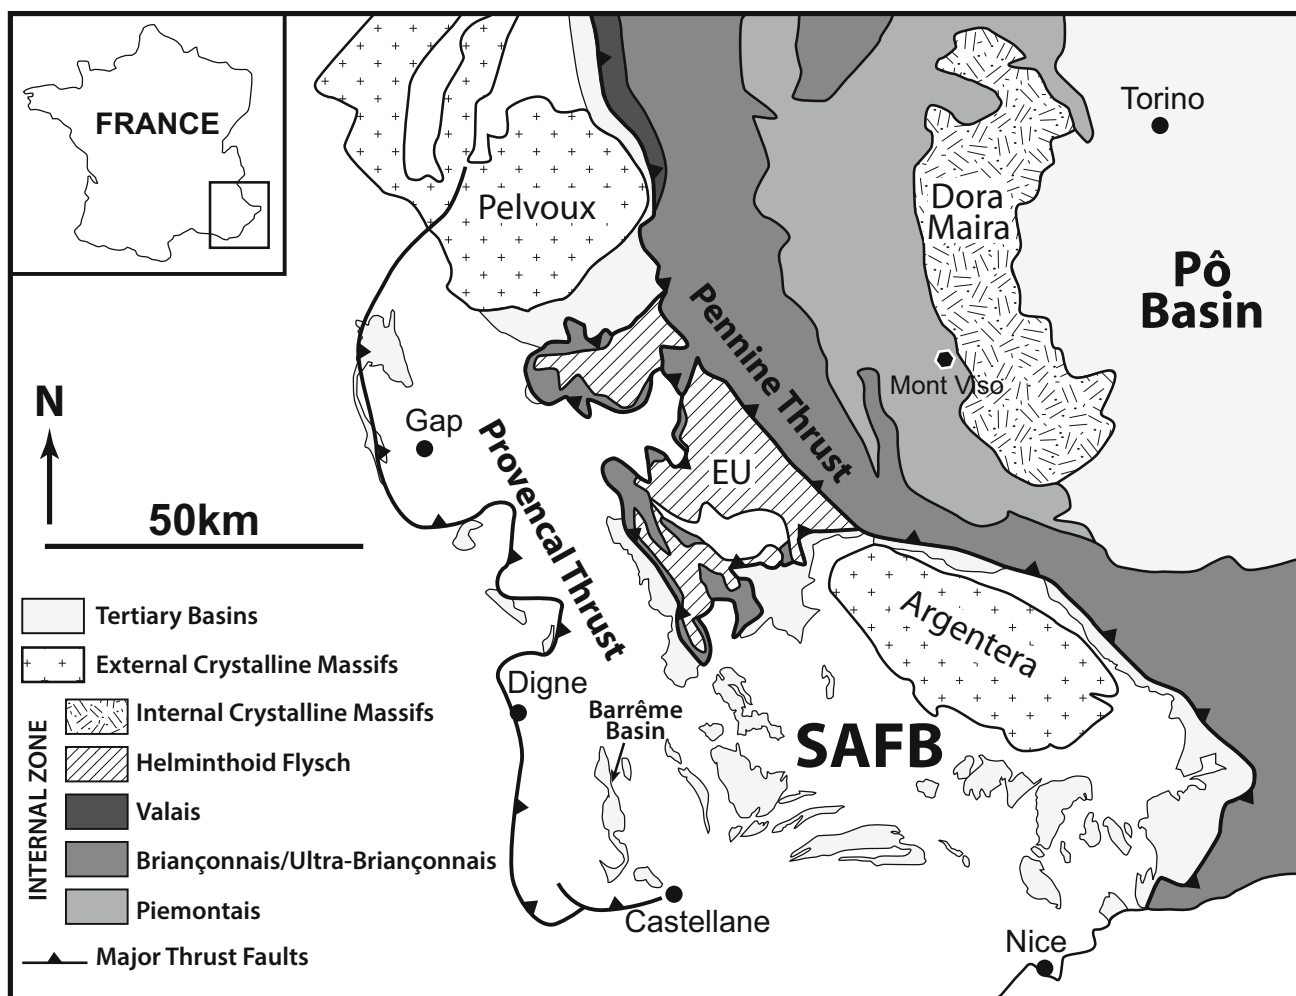 FRANCE
Torino
Pelvoux
Dora
Maira
Pô
Basin
Pennine Thrust
Mont Viso
N
Gap
Provencal Thrust
EU
50km
Argentera
Tertiary Basins
External Crystalline Massifs
INTERNAL ZONE
Internal Crystalline Massifs
Helminthoid Flysch
Valais
Briançonnais/Ultra-Briançonnais
Piemontais
Major Thrust Faults
Digne
Barrême
Basin
SAFB
Castellane
Nice